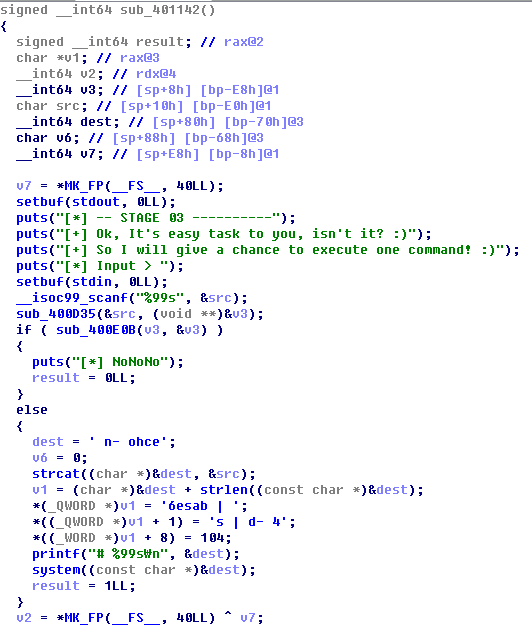 signed __int64 sub_401142()
{
  signed __int64 result; // rax@2
  char *v1; // rax@3
  __int64 v2; // rdx@4
  __int64 v3; // [sp+8h] [bp-E8h]@1
  char src; // [sp+10h] [bp-E0h]@1
  __int64 dest; // [sp+80h] [bp-70h]@3
  char v6; // [sp+88h] [bp-68h]@3
  __int64 v7; // [sp+E8h] [bp-8h]@1

  v7 = *MK_FP(__FS__, 40LL);
  setbuf(stdout, 0LL);
  puts("[*] -- STAGE 03 ----------");
  puts("[+] Ok, It's easy task to you, isn't it? :)");
  puts("[+] So I will give a chance to execute one command! :)");
  puts("[*] Input > ");
  setbuf(stdin, 0LL);
  __isoc99_scanf("%99s", &src);
  sub_400D35(&src, (void **)&v3);
  if ( sub_400E0B(v3, &v3) )
  {
    puts("[*] NoNoNo");
    result = 0LL;
  }
  else
  {
    dest = ' n- ohce';
    v6 = 0;
    strcat((char *)&dest, &src);
    v1 = (char *)&dest + strlen((const char *)&dest);
    *(_QWORD *)v1 = '6esab | ';
    *((_QWORD *)v1 + 1) = 's | d- 4';
    *((_WORD *)v1 + 8) = 104;
    printf("# %99s₩n", &dest);
    system((const char *)&dest);
    result = 1LL;
  }
  v2 = *MK_FP(__FS__, 40LL) ^ v7;